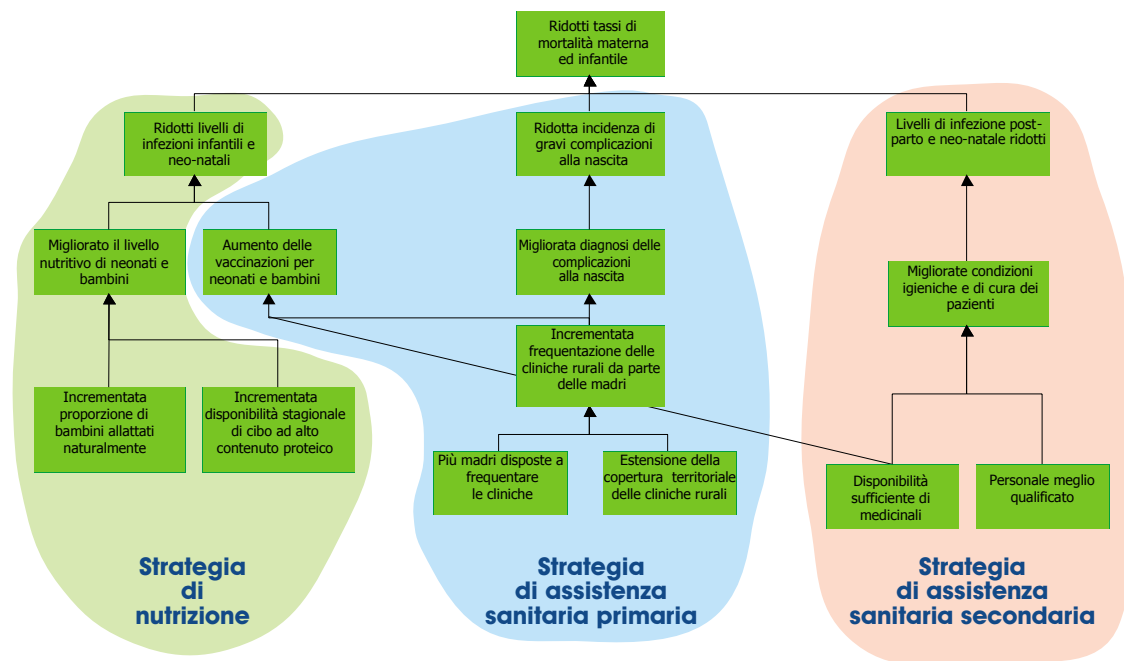 Ridotti tassi di
mortalità materna
ed infantile
Ridotti livelli di
infezioni infantili e
neo-natali
Ridotta incidenza di
gravi complicazioni
alla nascita
Livelli di infezione post-
parto e neo-natale ridotti
Migliorato il livello
nutritivo di neonati e
bambini
Aumento delle
vaccinazioni per
neonati e bambini
Migliorata diagnosi delle
complicazioni
alla nascita
Migliorate condizioni
igieniche e di cura dei
pazienti
Incrementata
frequentazione delle
cliniche rurali da parte
delle madri
Incrementata
proporzione di
bambini allattati
naturalmente
Incrementata
disponibilità stagionale
di cibo ad alto
contenuto proteico
Più madri disposte a
frequentare
le cliniche
Estensione della
copertura territoriale
delle cliniche rurali
Disponibilità
sufficiente di
medicinali
Personale meglio
qualificato
Strategia
di
nutrizione
Strategia
di assistenza
sanitaria primaria
Strategia
di assistenza
sanitaria secondaria